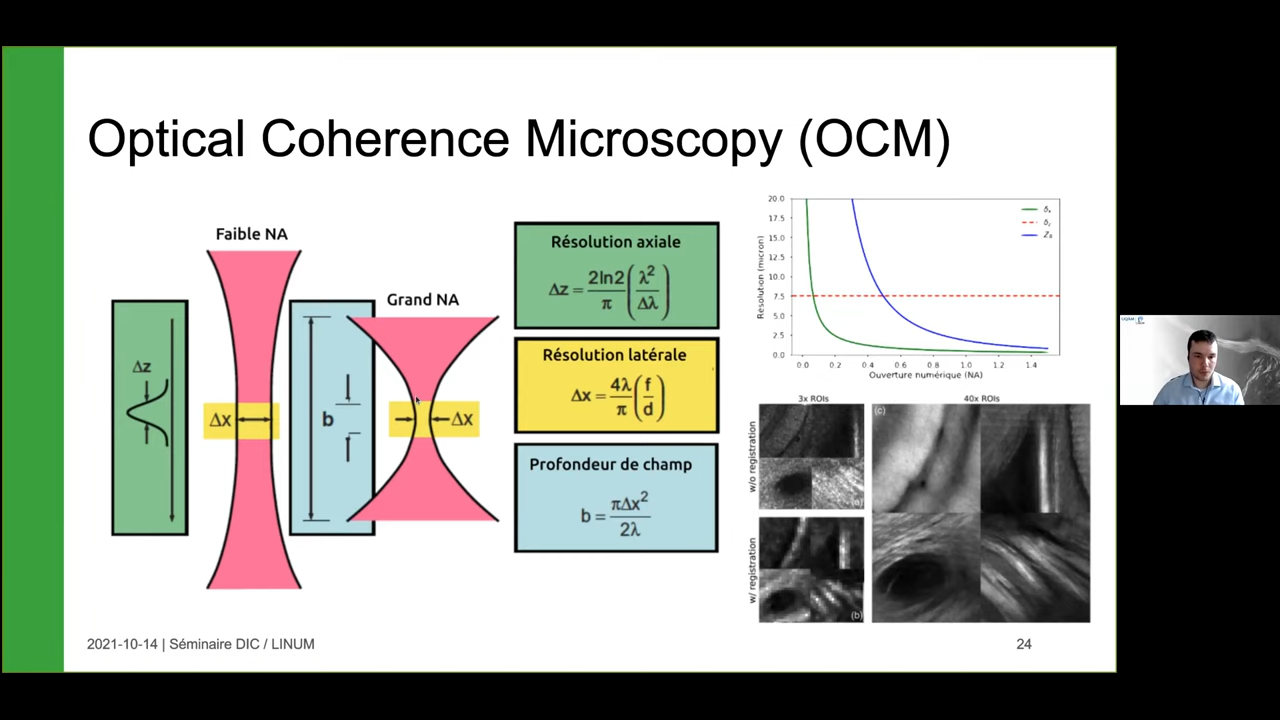 Optical Coherence Microscopy (OCM)
Faible NA
Grand NA
Δz
Δx
b
Δx
Résolution axiale
Δz = 2ln2/π (λ²/Δλ)
Résolution latérale
Δx = 4λ/π (f/d)
Profondeur de champ
b = πΔx²/2λ
20.0
17.5
15.0
12.5
10.0
7.5
5.0
2.5
0.0
Resolution (micron)
0.0 0.2 0.4 0.6 0.8 1.0 1.2 1.4
Ouverture numérique (NA)
3x ROIs
40x ROIs
w/o registration
w/ registration
(a)
(b)
(c)
2021-10-14 | Séminaire DIC / LINUM
24
UQAM